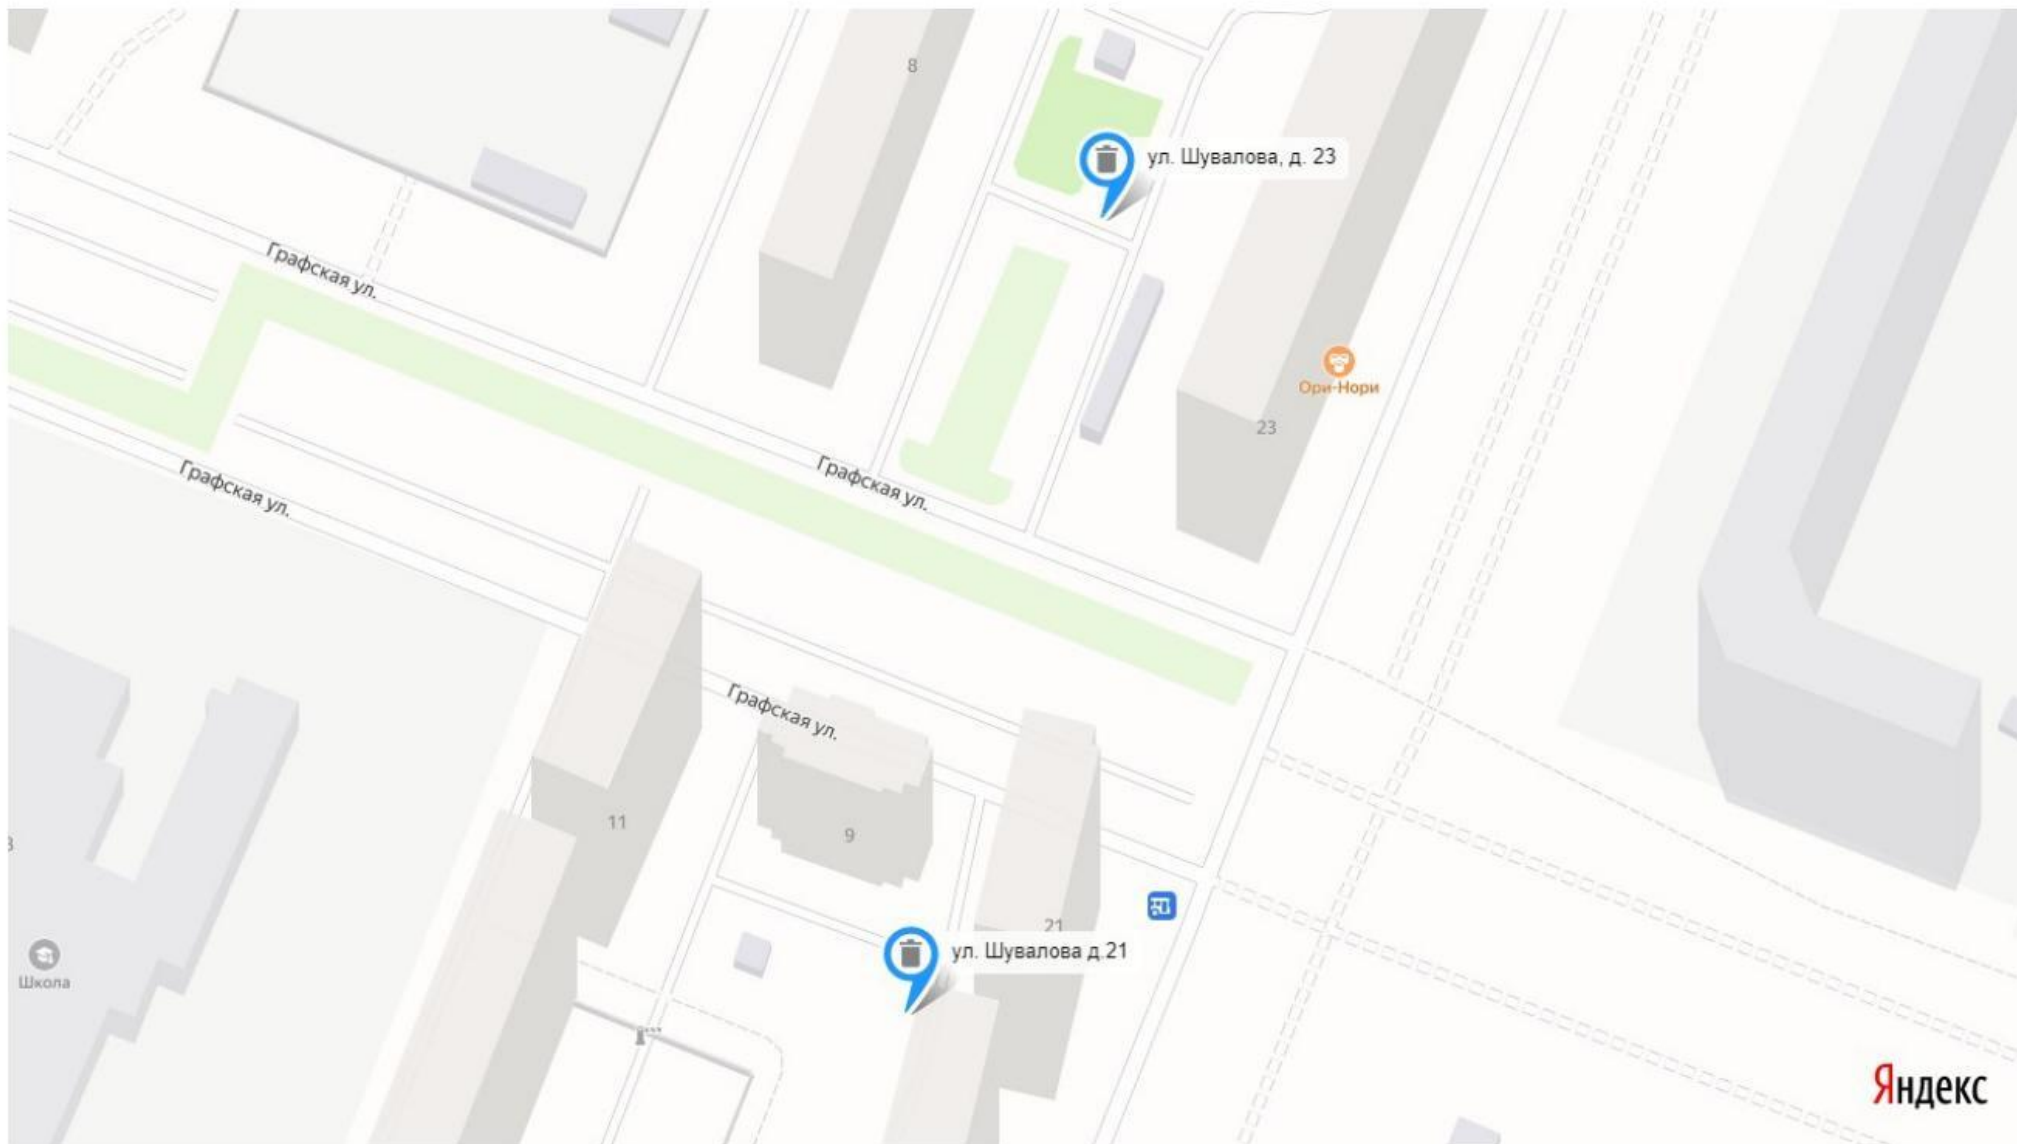 8
ул. Шувалова, д. 23
Графская ул.
Ори-Нори
23
Графская ул.
Графская ул.
Графская ул.
11
9
21
ул. Шувалова д.21
Школа
Яндекс